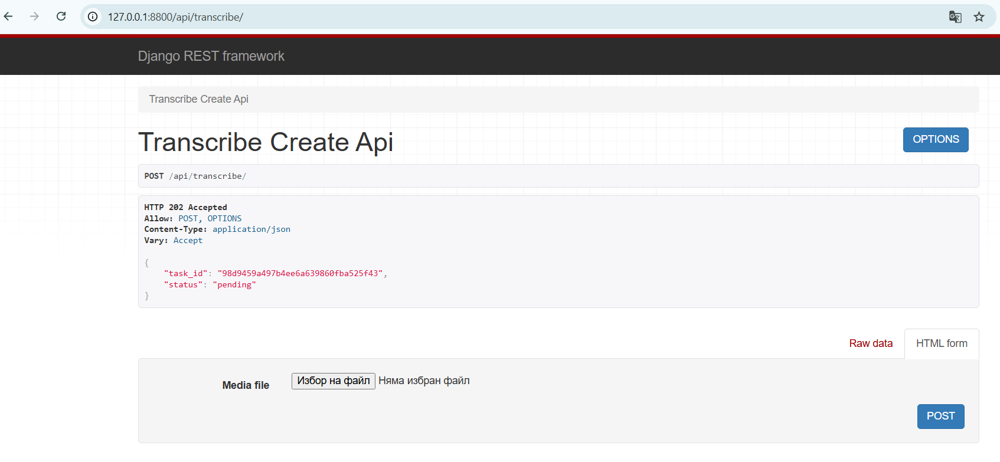 127.0.0.1:8800/api/transcribe/
Django REST framework
Transcribe Create Api
Transcribe Create Api
OPTIONS
POST /api/transcribe/
HTTP 202 Accepted
Allow: POST, OPTIONS
Content-Type: application/json
Vary: Accept
{
    "task_id": "98d9459a497b4ee6a639860fba525f43",
    "status": "pending"
}
Raw data
HTML form
Media file
Избор на файл Няма избран файл
POST